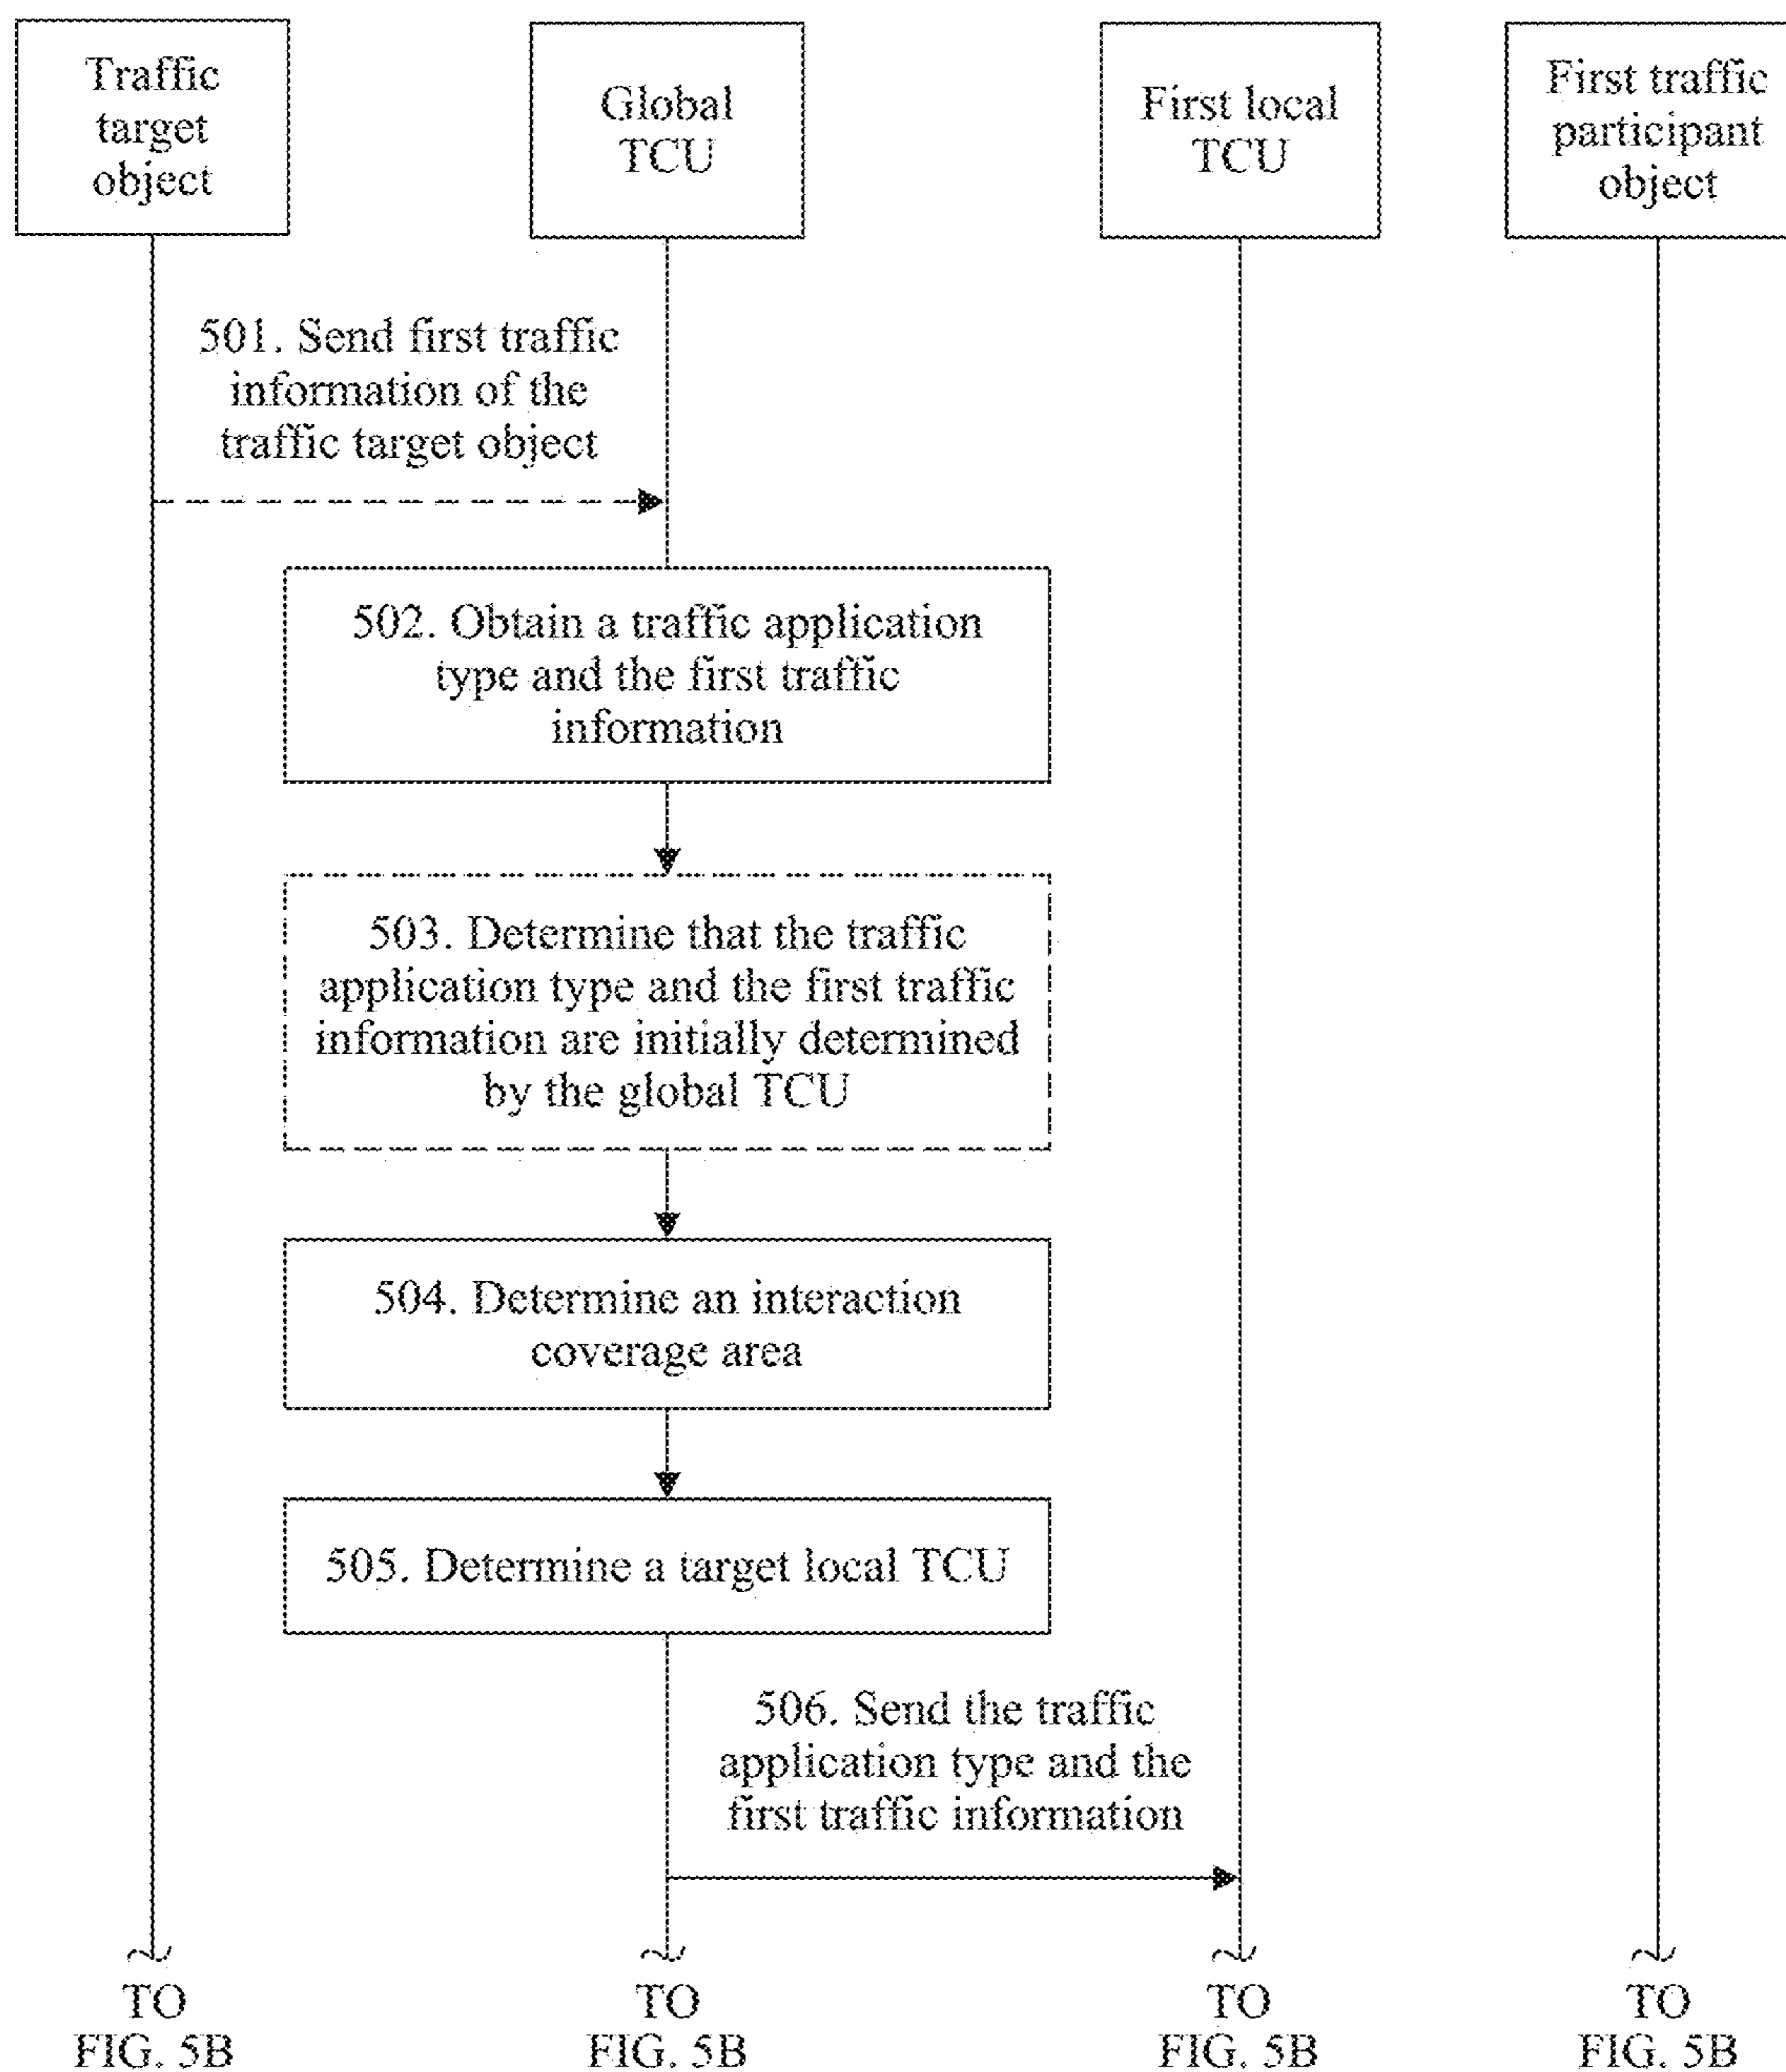 Traffic
target
object
Global
TCU
First local
TCU
First traffic
participant
object
501. Send first traffic
information of the
traffic target object
502. Obtain a traffic application
type and the first traffic
information
503. Determine that the traffic
application type and the first traffic
information are initially determined
by the global TCU
504. Determine an interaction
coverage area
505. Determine a target local TCU
506. Send the traffic
application type and the
first traffic information
TO
FIG. 5B
TO
FIG. 5B
TO
FIG. 5B
TO
FIG. 5B